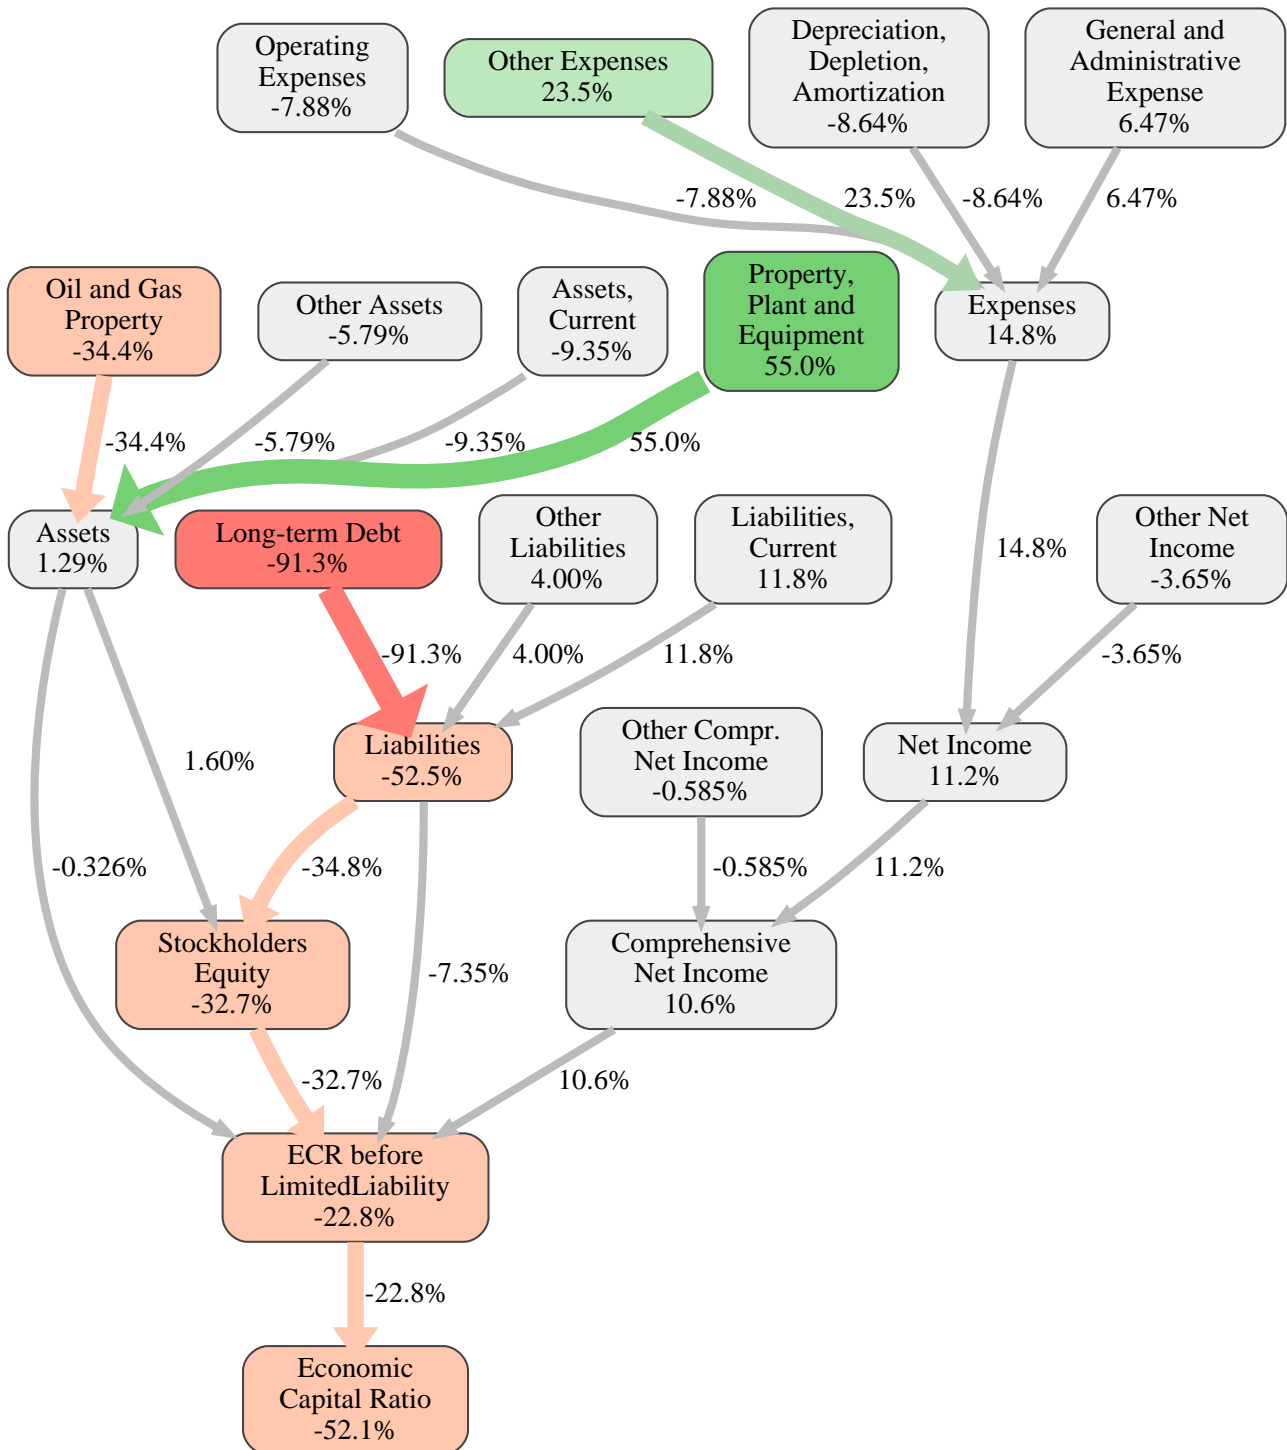 Operating
Expenses
-7.88%
Other Expenses
23.5%
Depreciation,
Depletion,
Amortization
-8.64%
General and
Administrative
Expense
6.47%
-7.88%
23.5%
-8.64%
6.47%
Oil and Gas
Property
-34.4%
Other Assets
-5.79%
Assets,
Current
-9.35%
Property,
Plant and
Equipment
55.0%
Expenses
14.8%
-34.4%
-5.79%
-9.35%
55.0%
Assets
1.29%
Long-term Debt
-91.3%
Other
Liabilities
4.00%
Liabilities,
Current
11.8%
14.8%
Other Net
Income
-3.65%
-91.3%
4.00%
11.8%
-3.65%
1.60%
Liabilities
-52.5%
Other Compr.
Net Income
-0.585%
Net Income
11.2%
-0.326%
-34.8%
-0.585%
11.2%
Stockholders
Equity
-32.7%
-7.35%
Comprehensive
Net Income
10.6%
-32.7%
10.6%
ECR before
LimitedLiability
-22.8%
-22.8%
Economic
Capital Ratio
-52.1%